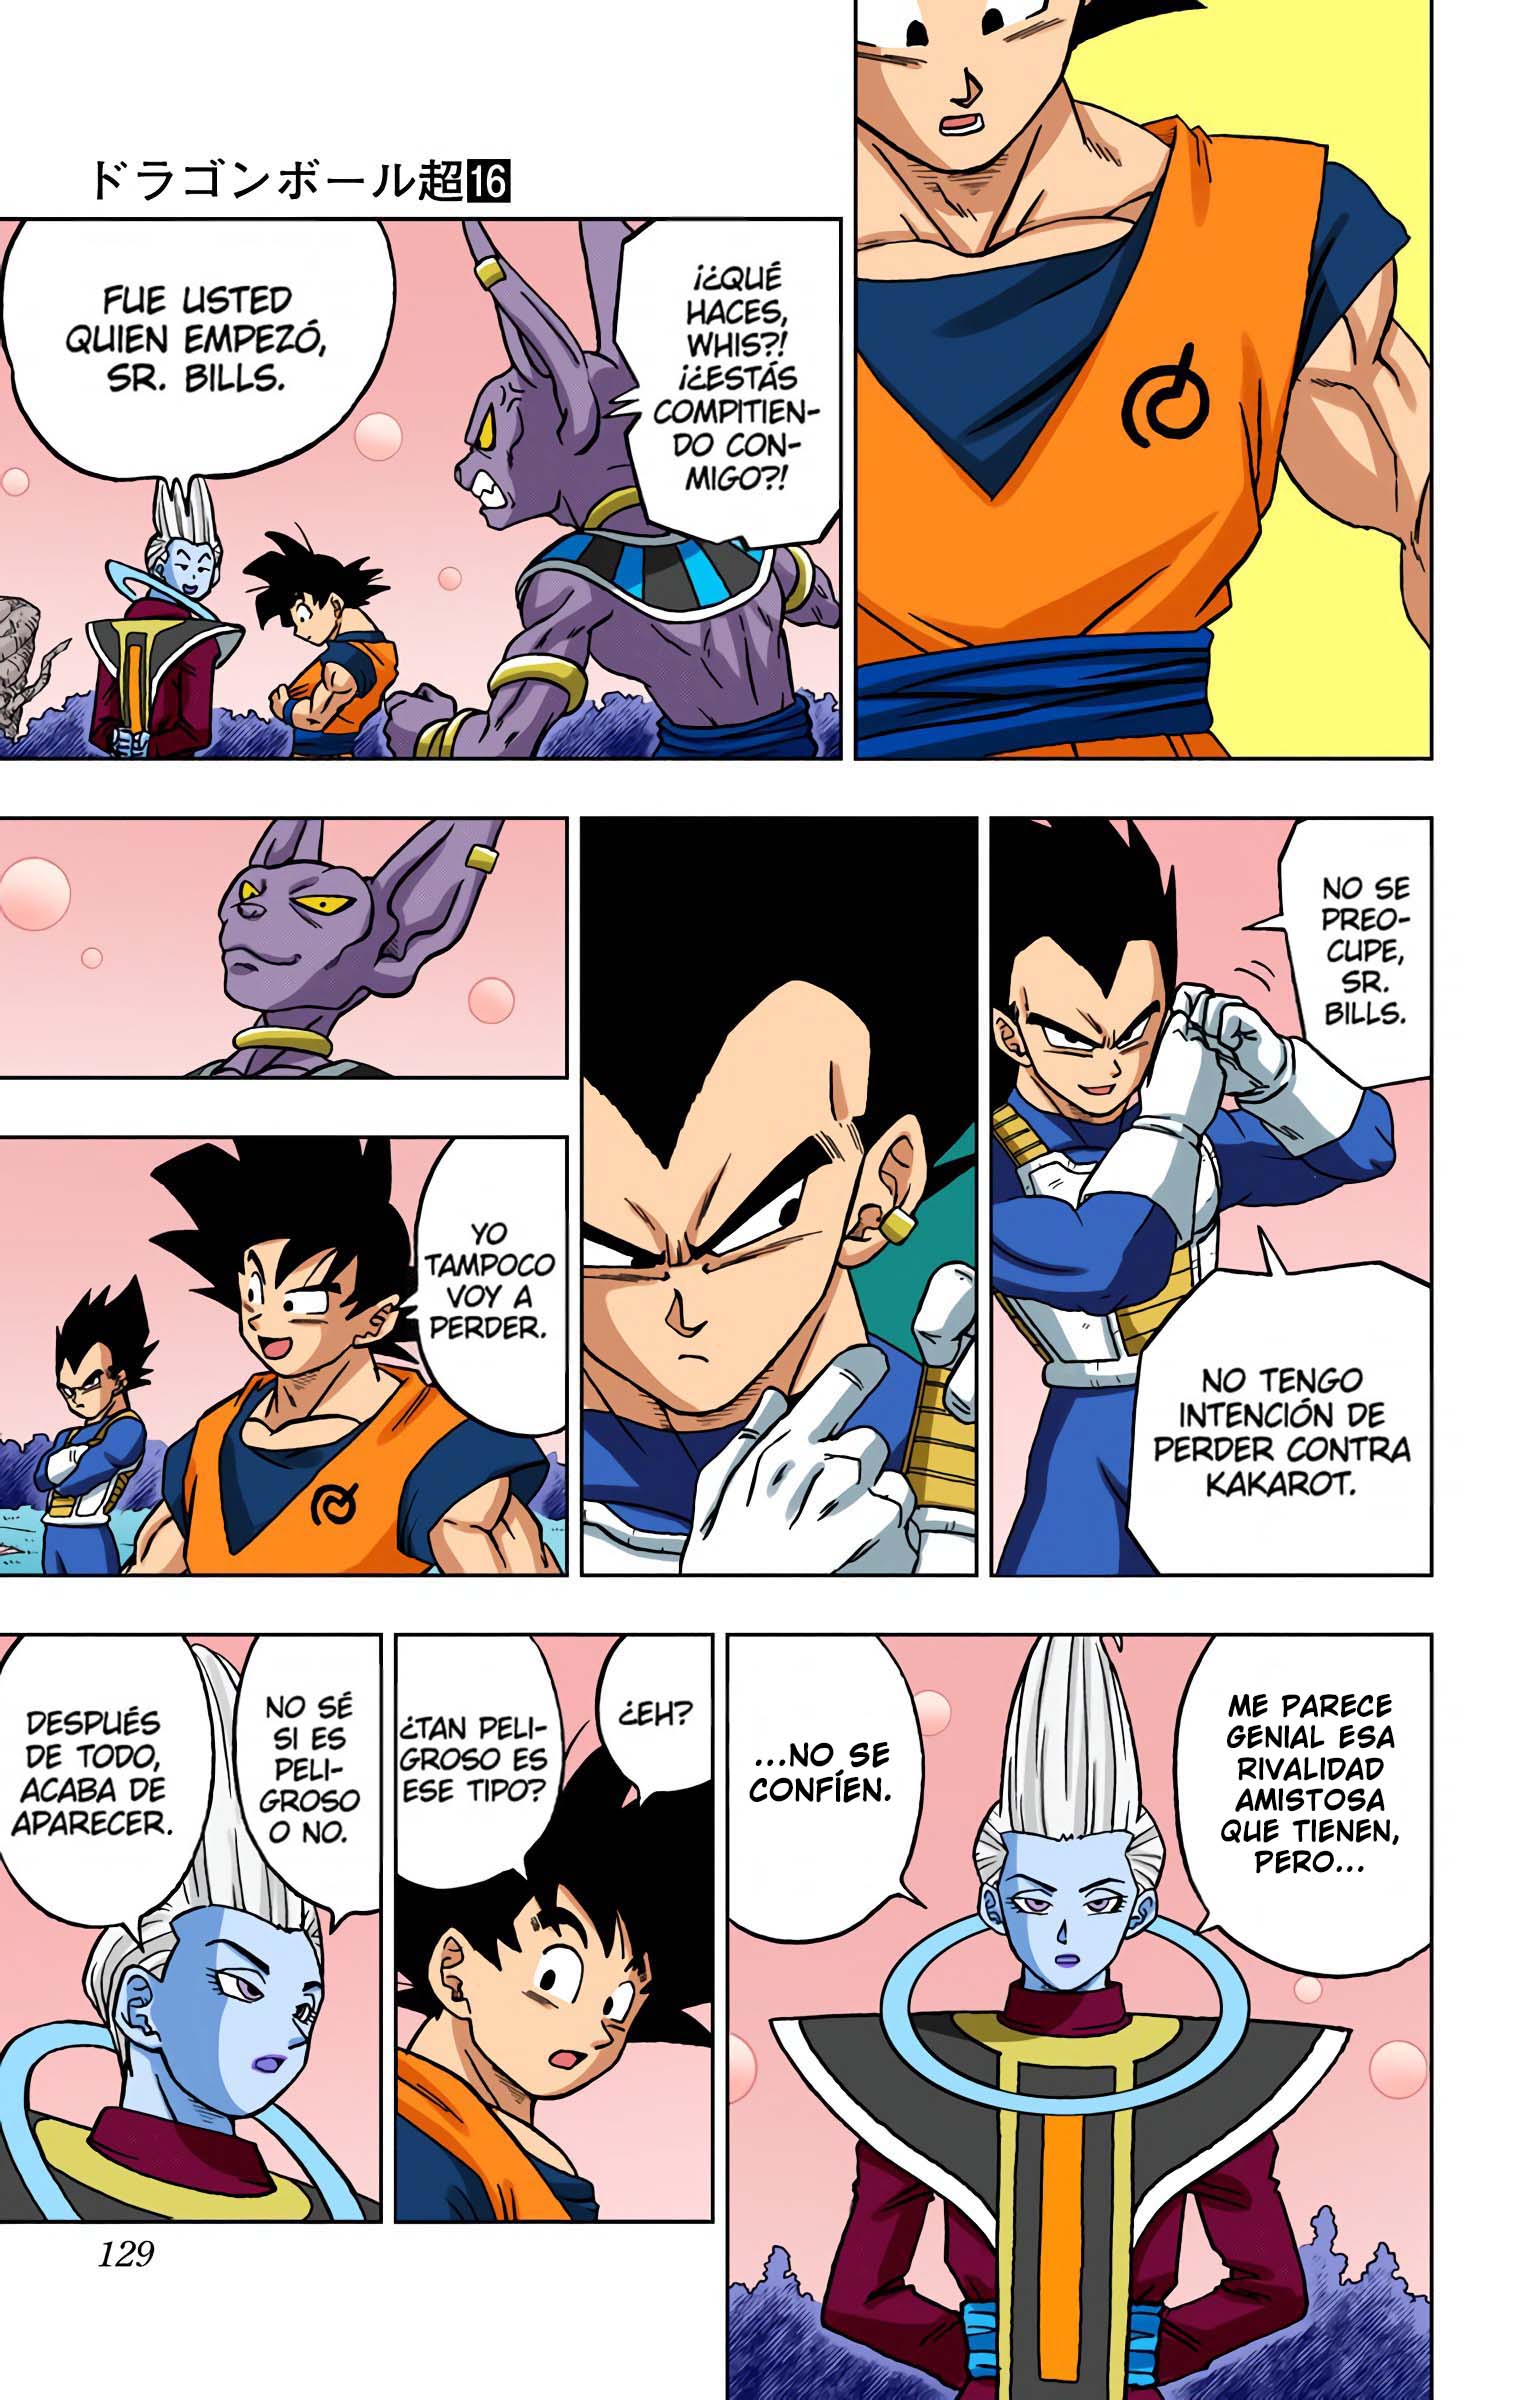 ドラゴンボール超16
¡¿QUÉ
HACES,
WHIS?!
¡¿ESTÁS
COMPITIEN-
DO CON-
MIGO?!
FUE USTED
QUIEN EMPEZÓ,
SR. BILLS.
NO SE
PREO-
CUPE,
SR.
BILLS.
NO TENGO
INTENCIÓN DE
PERDER CONTRA
KAKAROT.
YO
TAMPOCO
VOY A
PERDER.
ME PARECE
GENIAL ESA
RIVALIDAD
AMISTOSA
QUE TIENEN,
PERO...
...NO SE
CONFÍEN.
¿EH?
¿TAN PELI-
GROSO ES
ESE TIPO?
NO SÉ
SI ES
PELI-
GROSO
O NO.
DESPUÉS
DE TODO,
ACABA DE
APARECER.
129